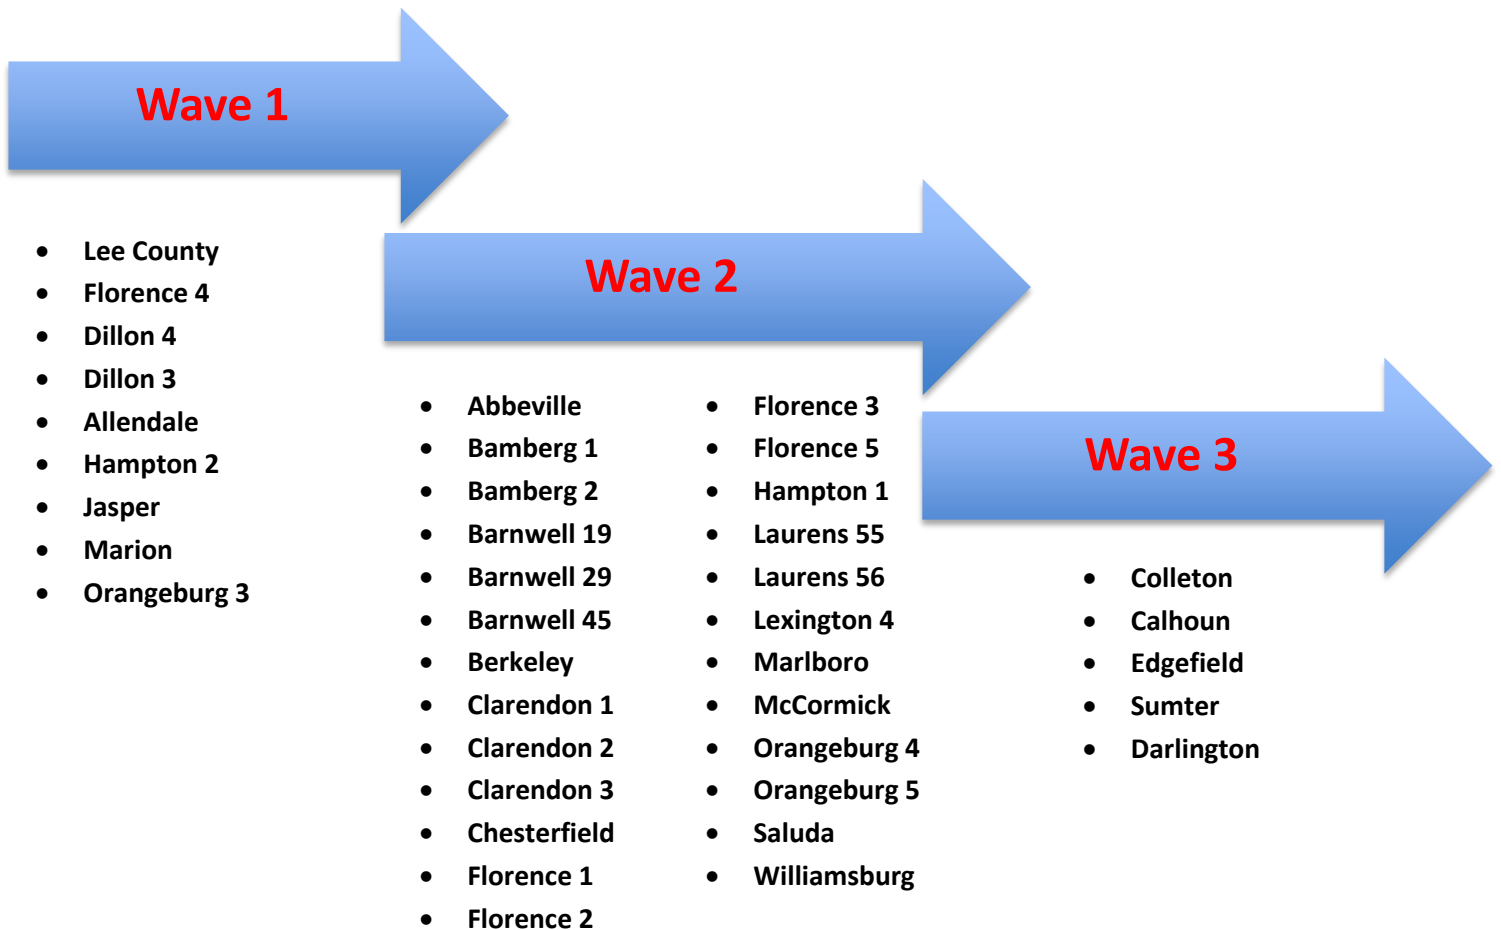 Wave 1
• Lee County
• Florence 4
• Dillon 4
• Dillon 3
• Allendale
• Hampton 2
• Jasper
• Marion
• Orangeburg 3
Wave 2
• Abbeville
• Bamberg 1
• Bamberg 2
• Barnwell 19
• Barnwell 29
• Barnwell 45
• Berkeley
• Clarendon 1
• Clarendon 2
• Clarendon 3
• Chesterfield
• Florence 1
• Florence 2
• Florence 3
• Florence 5
• Hampton 1
• Laurens 55
• Laurens 56
• Lexington 4
• Marlboro
• McCormick
• Orangeburg 4
• Orangeburg 5
• Saluda
• Williamsburg
Wave 3
• Colleton
• Calhoun
• Edgefield
• Sumter
• Darlington